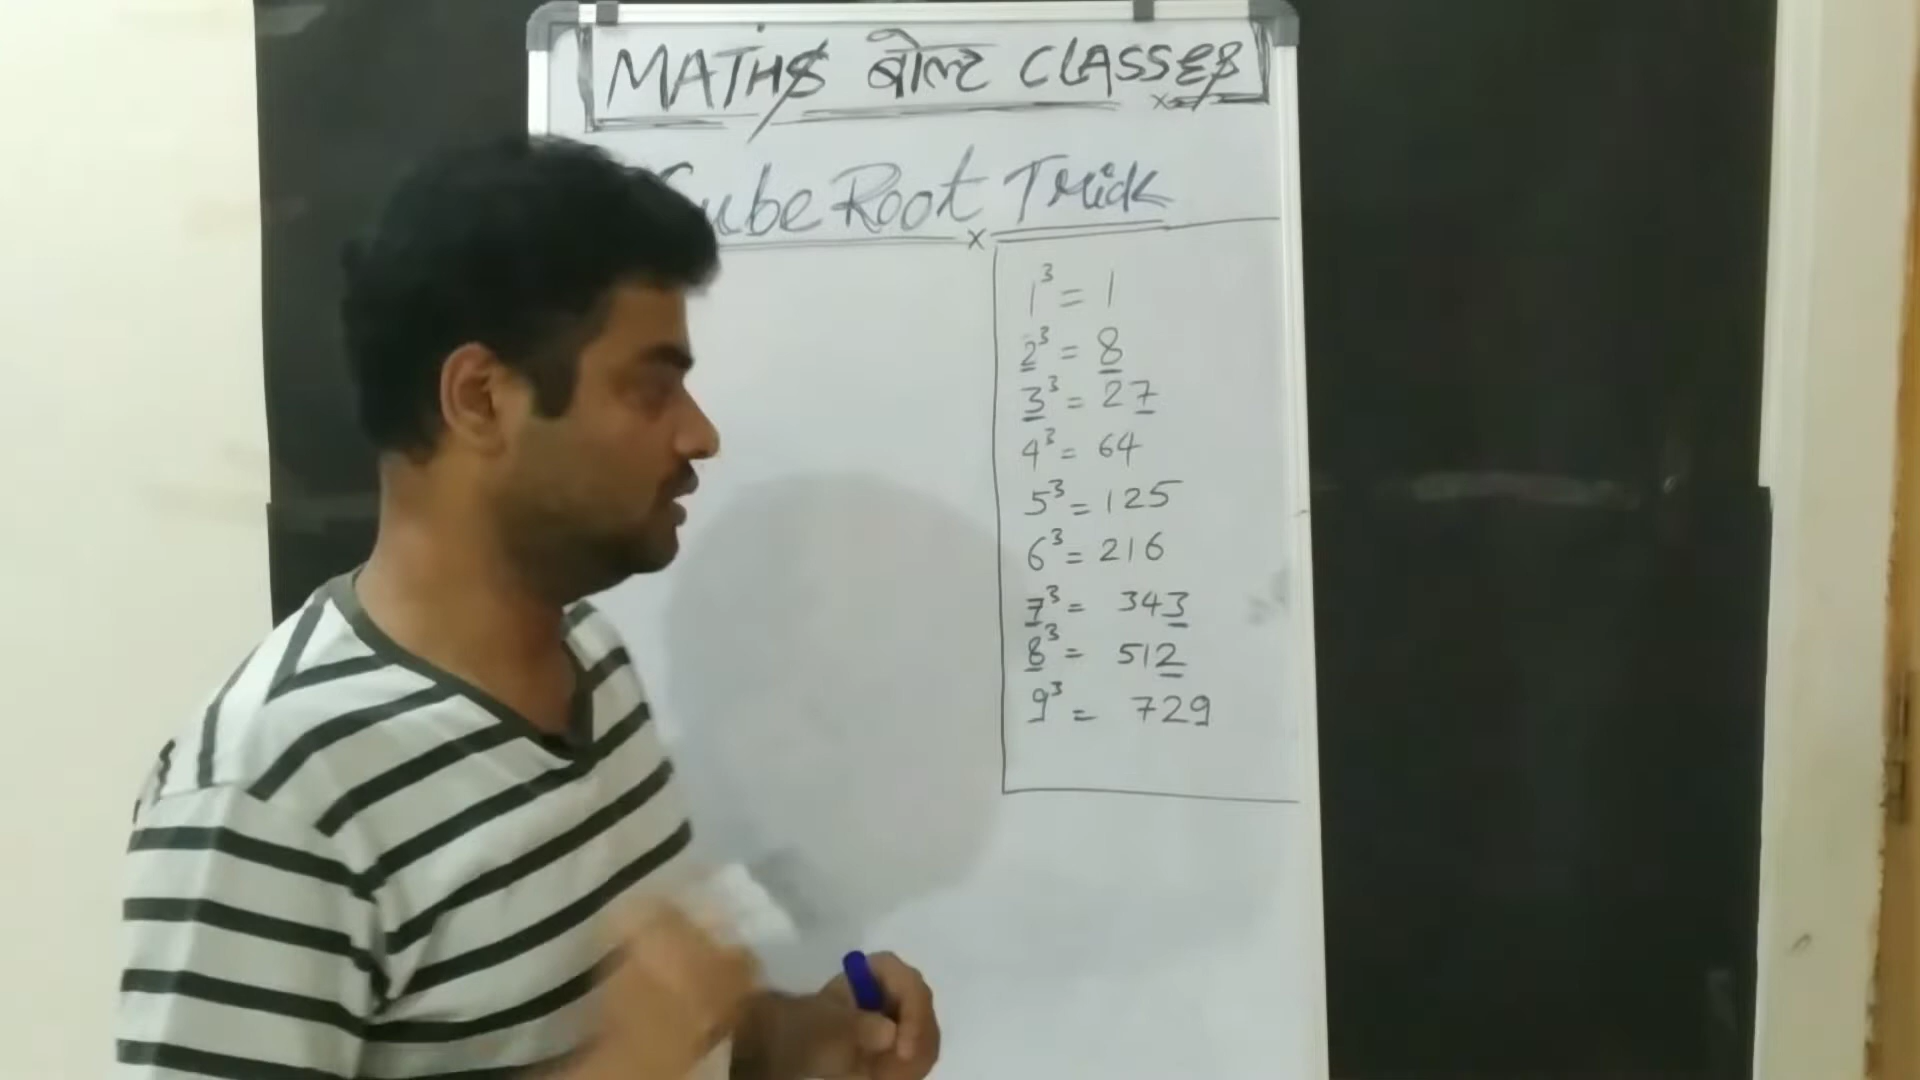 MATHS बोल्ट CLASSES
Cube Root Trick
x
1³ = 1
2³ = 8
3³ = 27
4³ = 64
5³ = 125
6³ = 216
7³ = 343
8³ = 512
9³ = 729